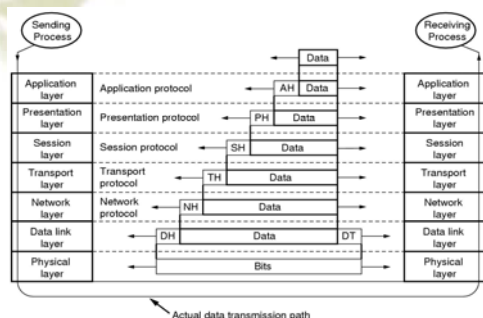 Sending Process
Receiving Process
Data
Application layer
Application protocol
AH
Data
Application layer
Presentation layer
Presentation protocol
PH
Data
Presentation layer
Session layer
Session protocol
SH
Data
Session layer
Transport layer
Transport protocol
TH
Data
Transport layer
Network layer
Network protocol
NH
Data
Network layer
Data link layer
DH
Data
DT
Data link layer
Physical layer
Bits
Physical layer
Actual data transmission path